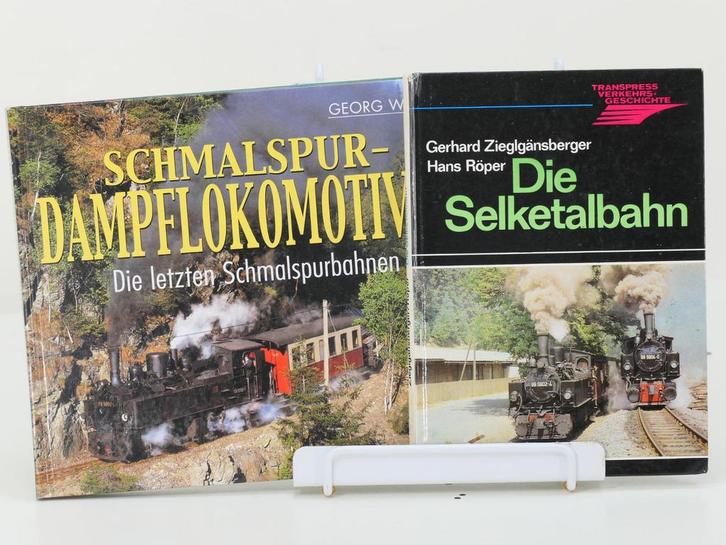 GEORG W
SCHMALSPUR-
DAMPFLOKOMOTIV
Die letzten Schmalspurbahnen
TRANSPRESS
VERKEHRS-
GESCHICHTE
Gerhard Zieglgänsberger
Hans Röper
Die
Selketalbahn